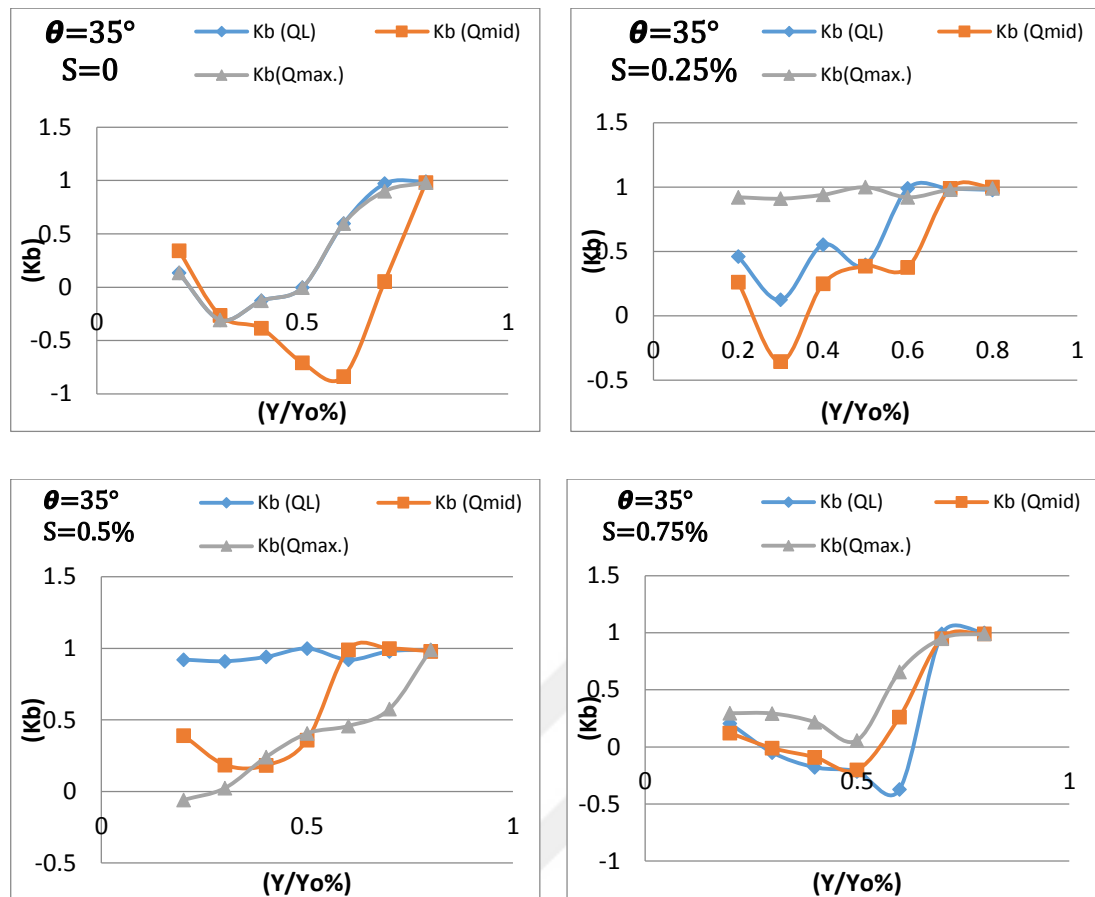 θ=35°
S=0
Kb (QL)
Kb (Qmid)
Kb(Qmax.)
1.5
1
0.5
0
-0.5
-1
0
0.5
1
(Kb)
(Y/Yo%)
θ=35°
S=0.25%
Kb (QL)
Kb (Qmid)
Kb(Qmax.)
1.5
1
0.5
0
-0.5
0
0.2
0.4
0.6
0.8
1
(Kb)
(Y/Yo%)
θ=35°
S=0.5%
Kb (QL)
Kb (Qmid)
Kb(Qmax.)
1.5
1
0.5
0
-0.5
0
0.5
1
(Kb)
(Y/Yo%)
θ=35°
S=0.75%
Kb (QL)
Kb (Qmid)
Kb(Qmax.)
1.5
1
0.5
0
-0.5
-1
0
0.5
1
(Kb)
(Y/Yo%)